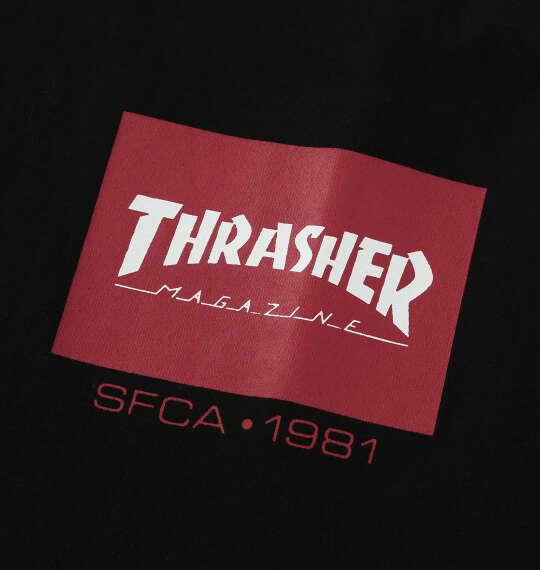 THRASHER
MAGAZINE
SFCA • 1981